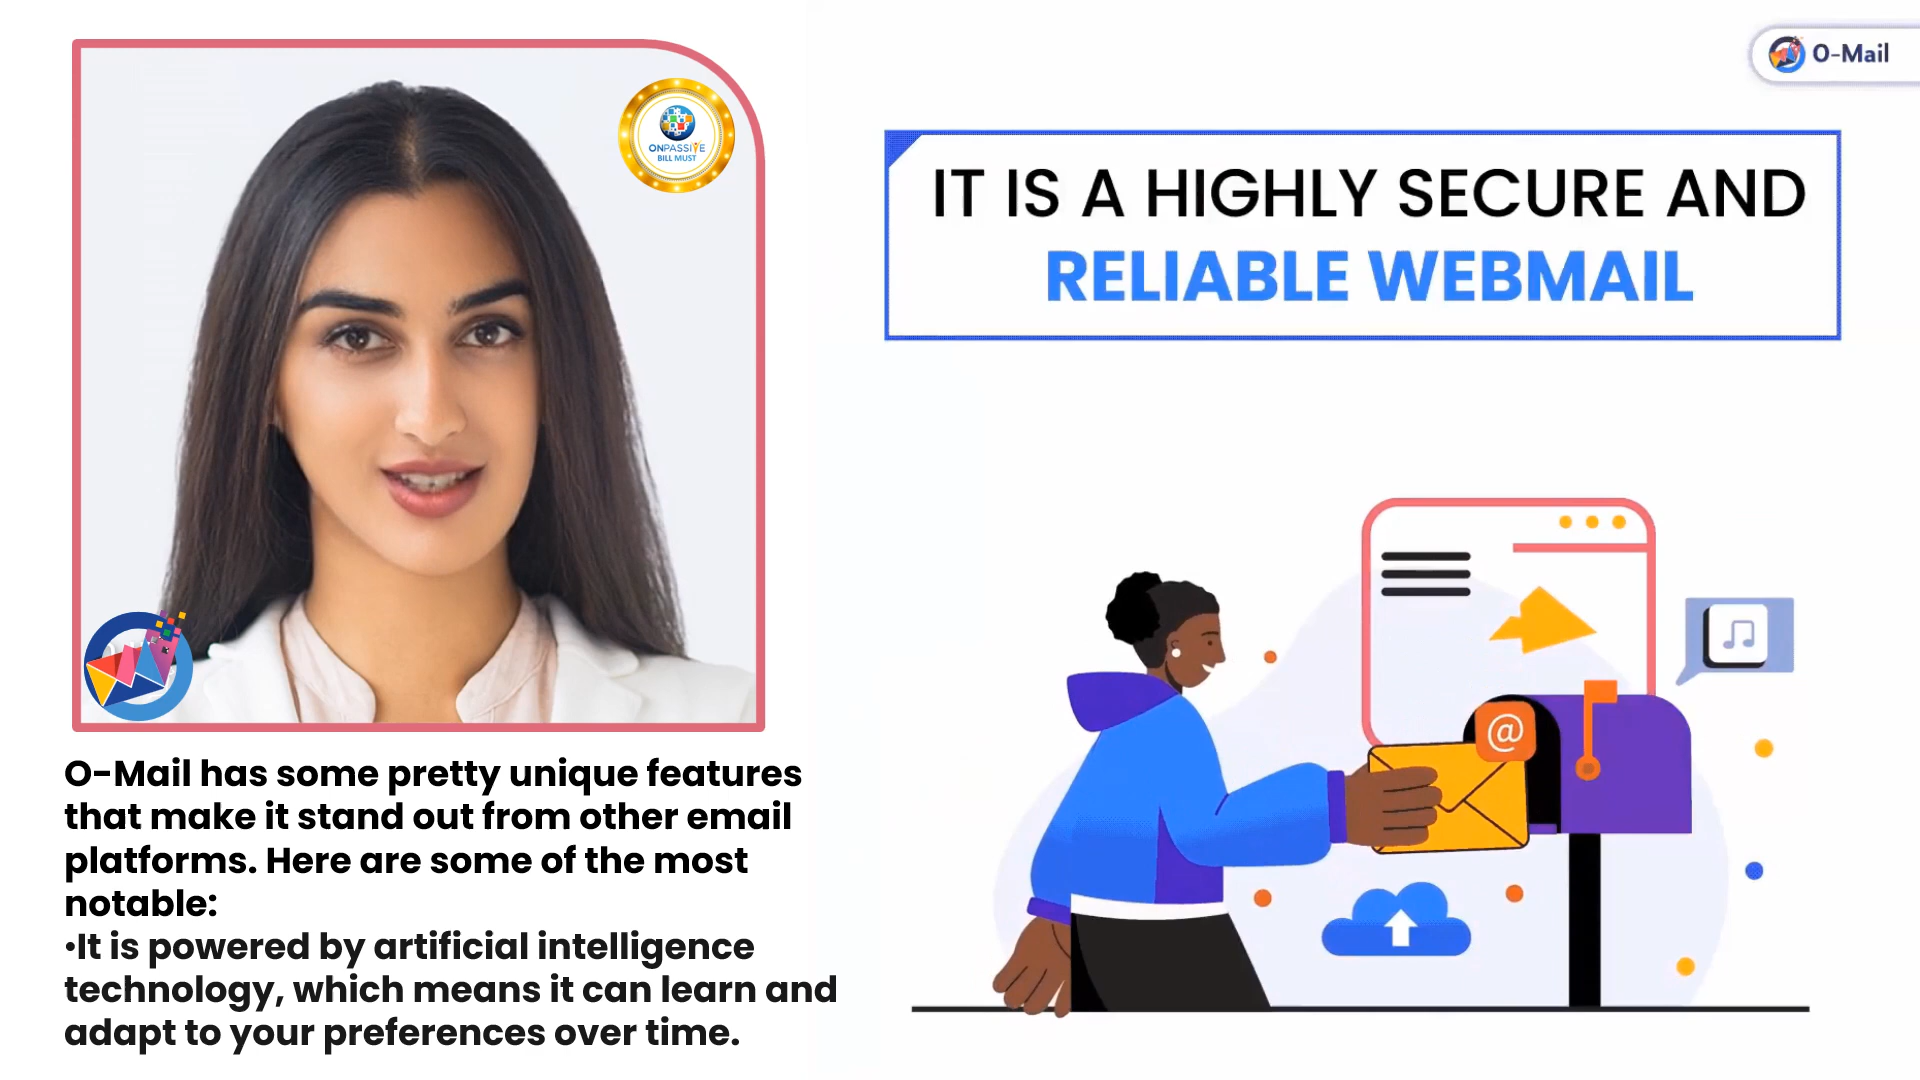 O-Mail
ONPASSIVE
BILL MUST
IT IS A HIGHLY SECURE AND
RELIABLE WEBMAIL
@
O-Mail has some pretty unique features
that make it stand out from other email
platforms. Here are some of the most
notable:
•It is powered by artificial intelligence
technology, which means it can learn and
adapt to your preferences over time.